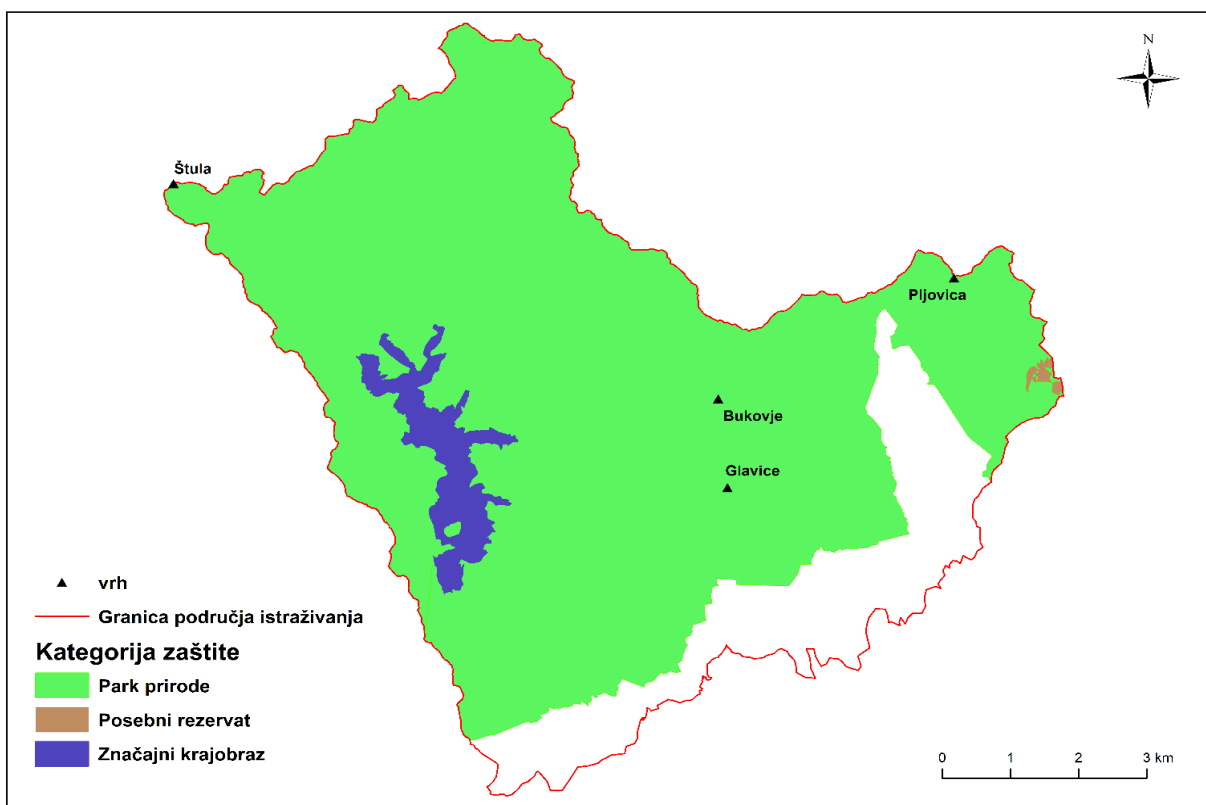 N
Štula
Pljovica
Bukovje
Glavice
vrh
Granica područja istraživanja
Kategorija zaštite
Park prirode
Posebni rezervat
Značajni krajobraz
0 1 2 3 km